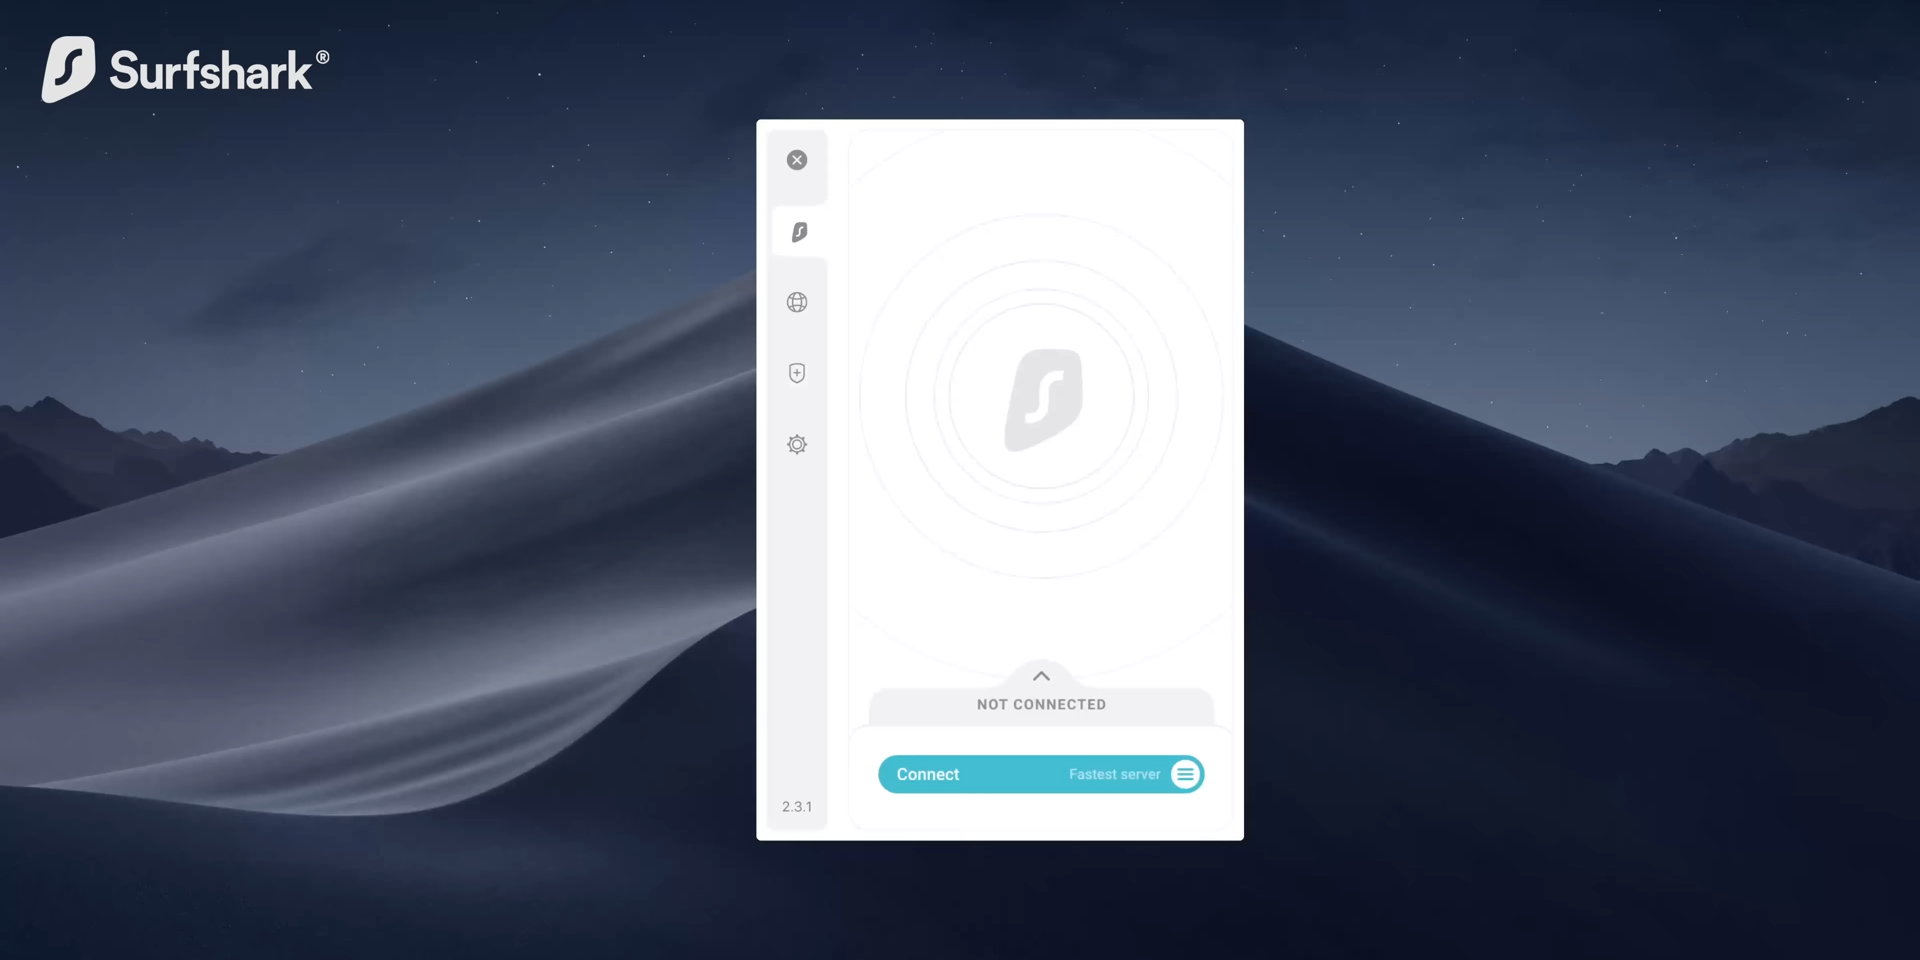 Surfshark®
NOT CONNECTED
Connect
Fastest server
2.3.1